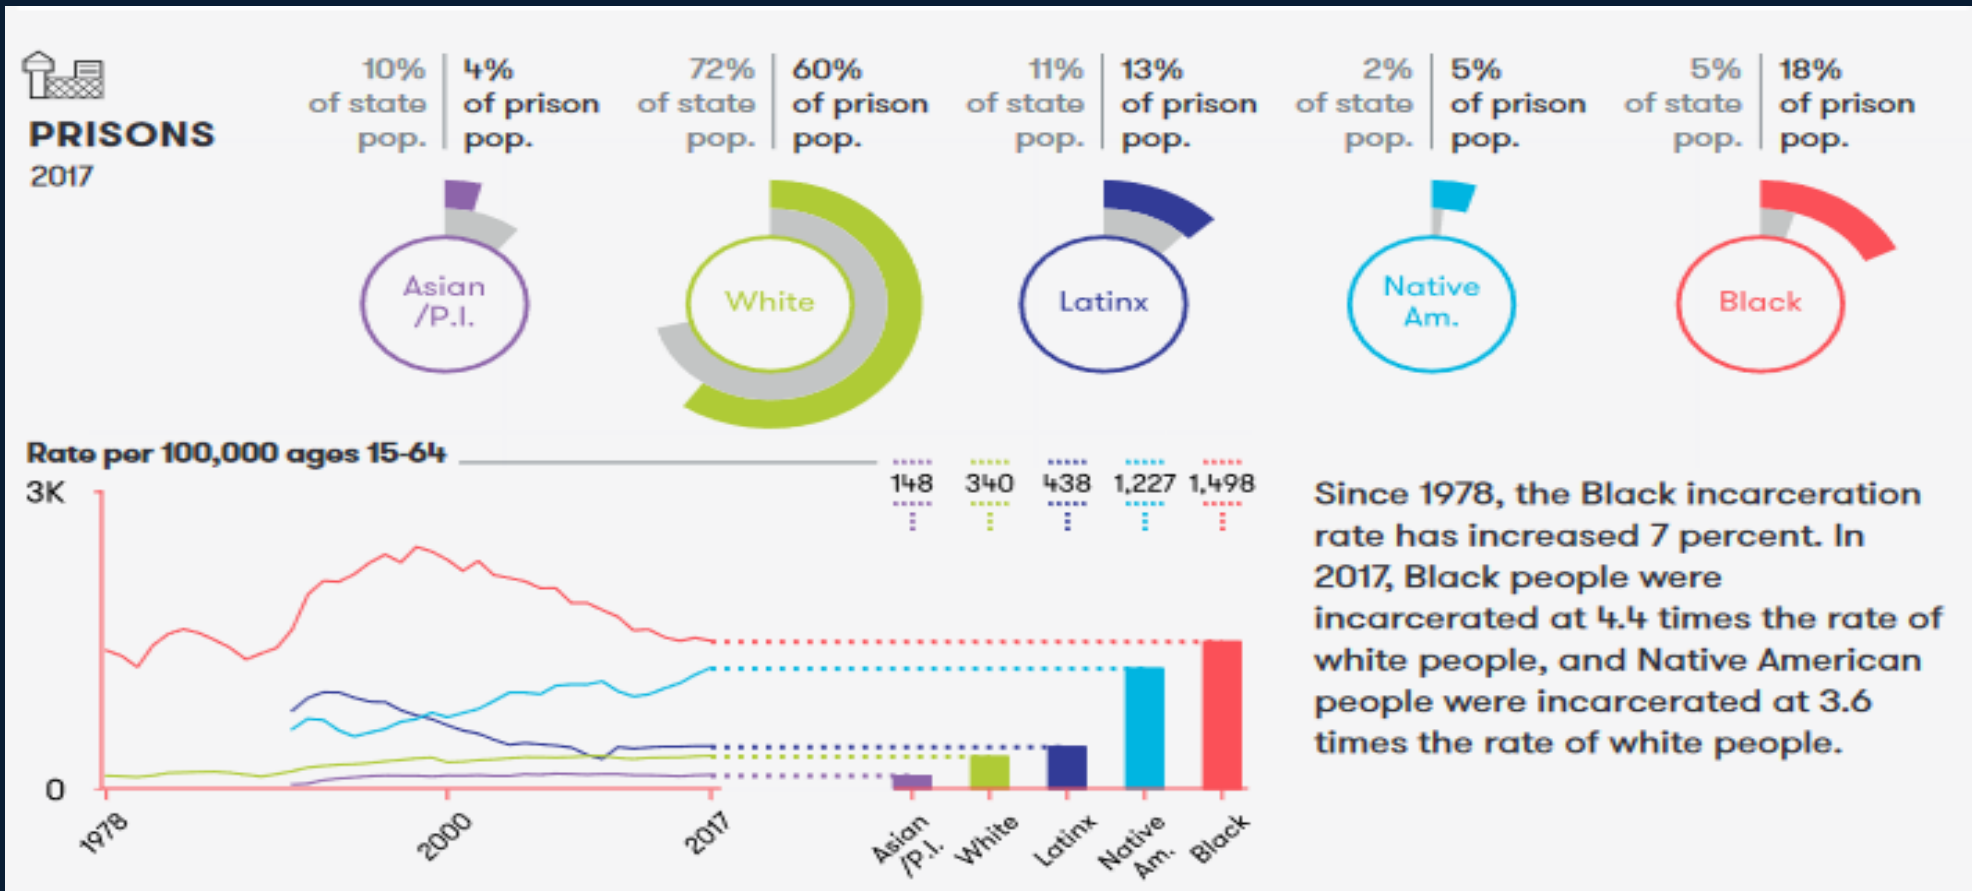 PRISONS
2017
10% of state pop.
4% of prison pop.
72% of state pop.
60% of prison pop.
11% of state pop.
13% of prison pop.
2% of state pop.
5% of prison pop.
5% of state pop.
18% of prison pop.
Asian
/P.I.
White
Latinx
Native
Am.
Black
Rate per 100,000 ages 15-64
148 340 438 1,227 1,498
3K
0
1978 2000 2017
Asian
/P.I.
White
Latinx
Native
Am.
Black
Since 1978, the Black incarceration
rate has increased 7 percent. In
2017, Black people were
incarcerated at 4.4 times the rate of
white people, and Native American
people were incarcerated at 3.6
times the rate of white people.